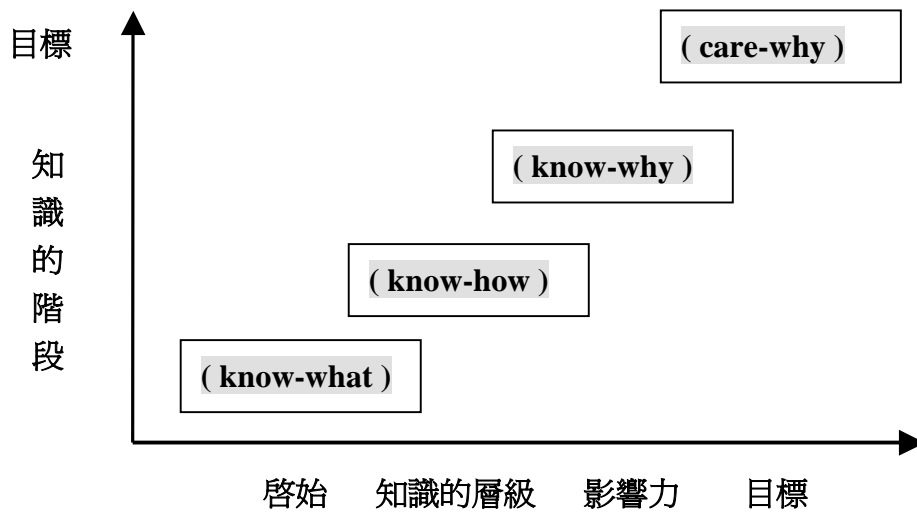 目標
( care-why )
( know-why )
知
識
的
階
段
( know-how )
( know-what )
啓始 知識的層級 影響力 目標